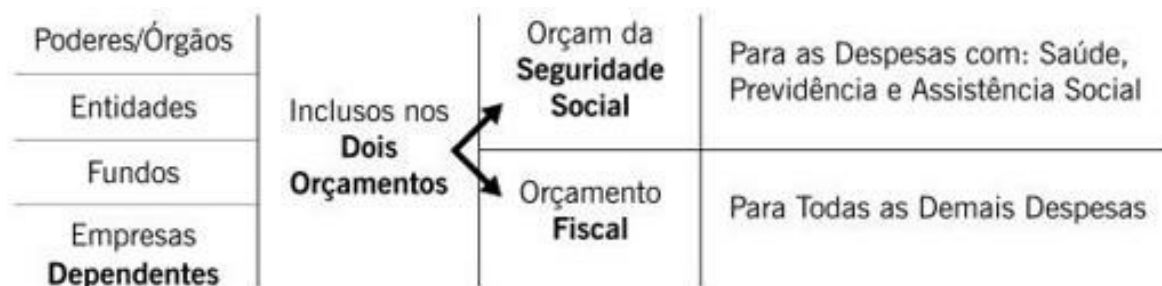 Poderes/Órgãos
Entidades
Fundos
Empresas
Dependentes
Inclusos nos
Dois
Orçamentos
Orçam da
Seguridade
Social
Para as Despesas com: Saúde,
Previdência e Assistência Social
Orçamento
Fiscal
Para Todas as Demais Despesas